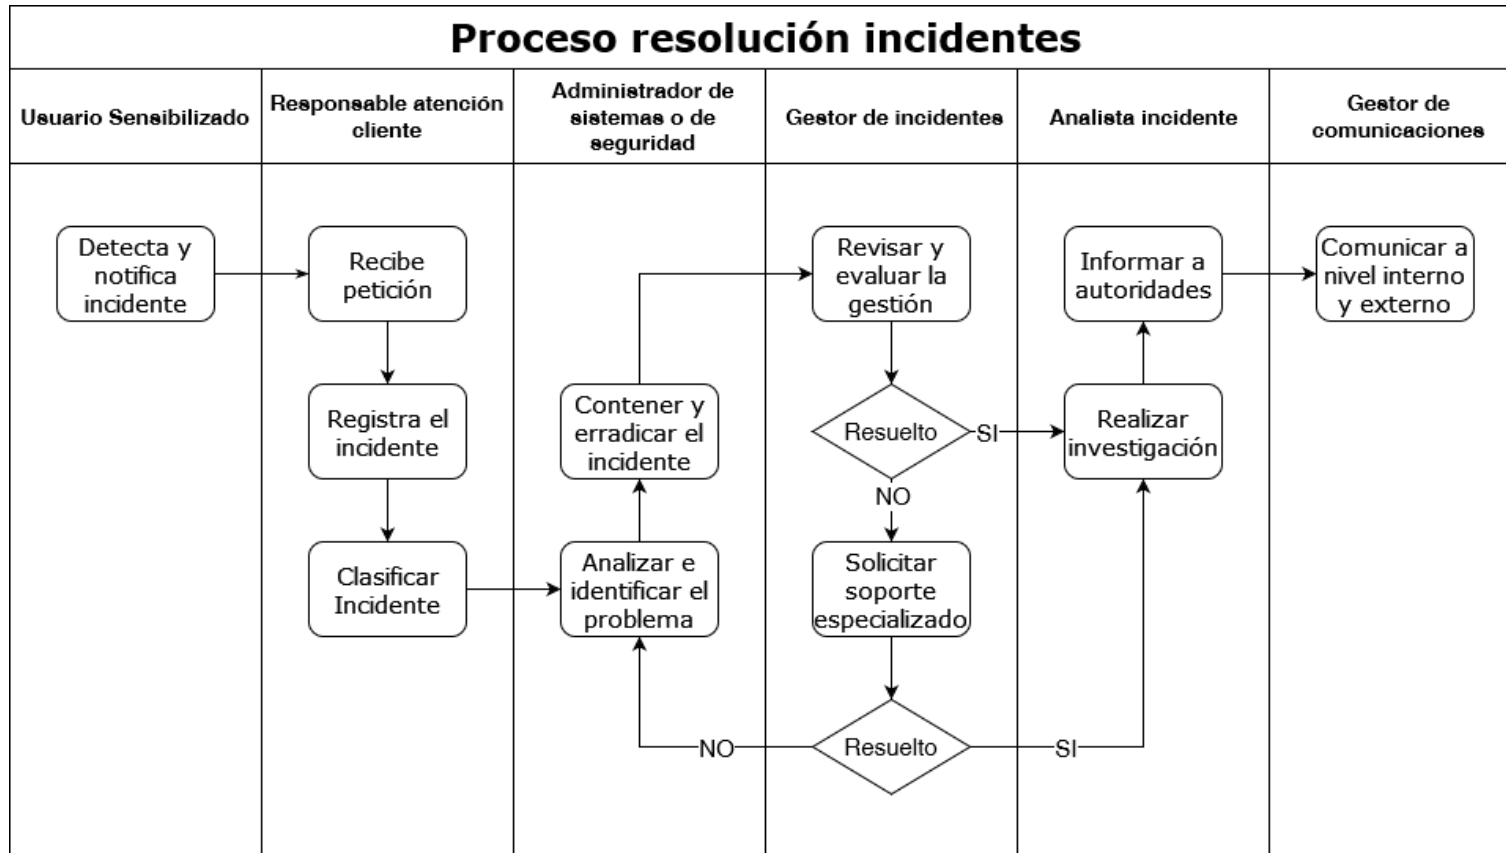 Proceso resolución incidentes
Usuario Sensibilizado
Responsable atención
cliente
Administrador de
sistemas o de
seguridad
Gestor de incidentes
Analista incidente
Gestor de
comunicaciones
Detecta y
notifica
incidente
Recibe
petición
Registra el
incidente
Clasificar
Incidente
Contener y
erradicar el
incidente
Analizar e
identificar el
problema
Revisar y
evaluar la
gestión
Resuelto
SI
NO
Solicitar
soporte
especializado
Resuelto
NO
SI
Informar a
autoridades
Realizar
investigación
Comunicar a
nivel interno
y externo